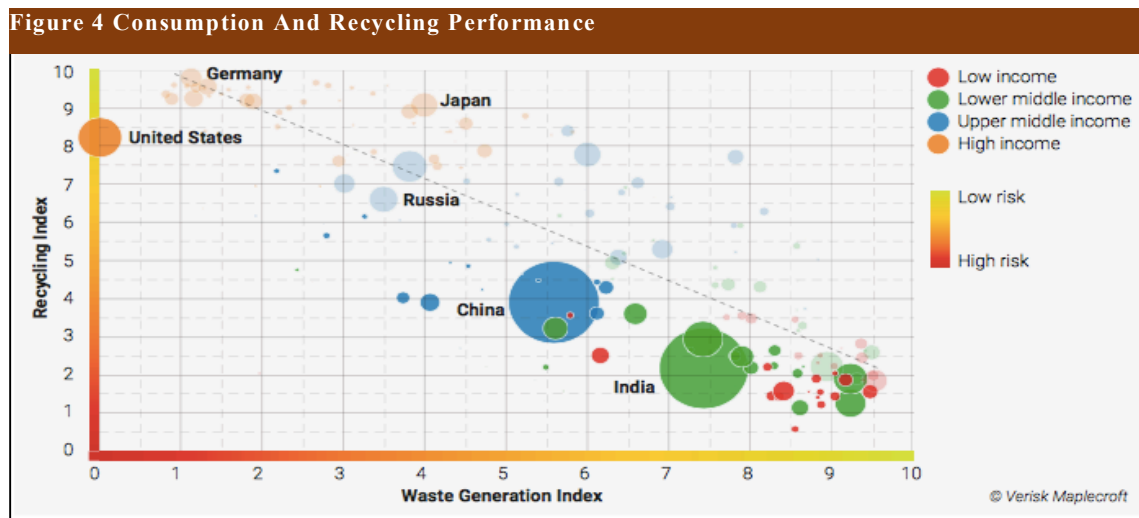 Figure 4 Consumption And Recycling Performance
10
9
8
7
6
5
4
3
2
1
0
Recycling Index
Germany
Japan
United States
Russia
China
India
0 1 2 3 4 5 6 7 8 9 10
Waste Generation Index
Low income
Lower middle income
Upper middle income
High income
Low risk
High risk
© Verisk Maplecroft